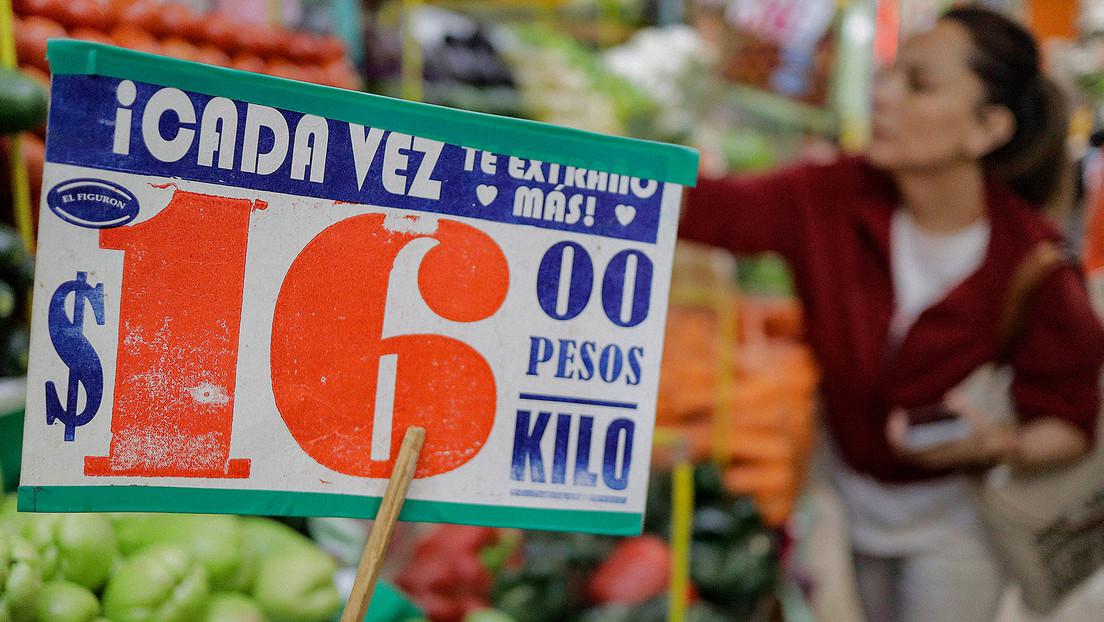 ¡CADA VEZ TE EXTRAÑO
MÁS!
EL FIGURON
$16 00
PESOS
KILO